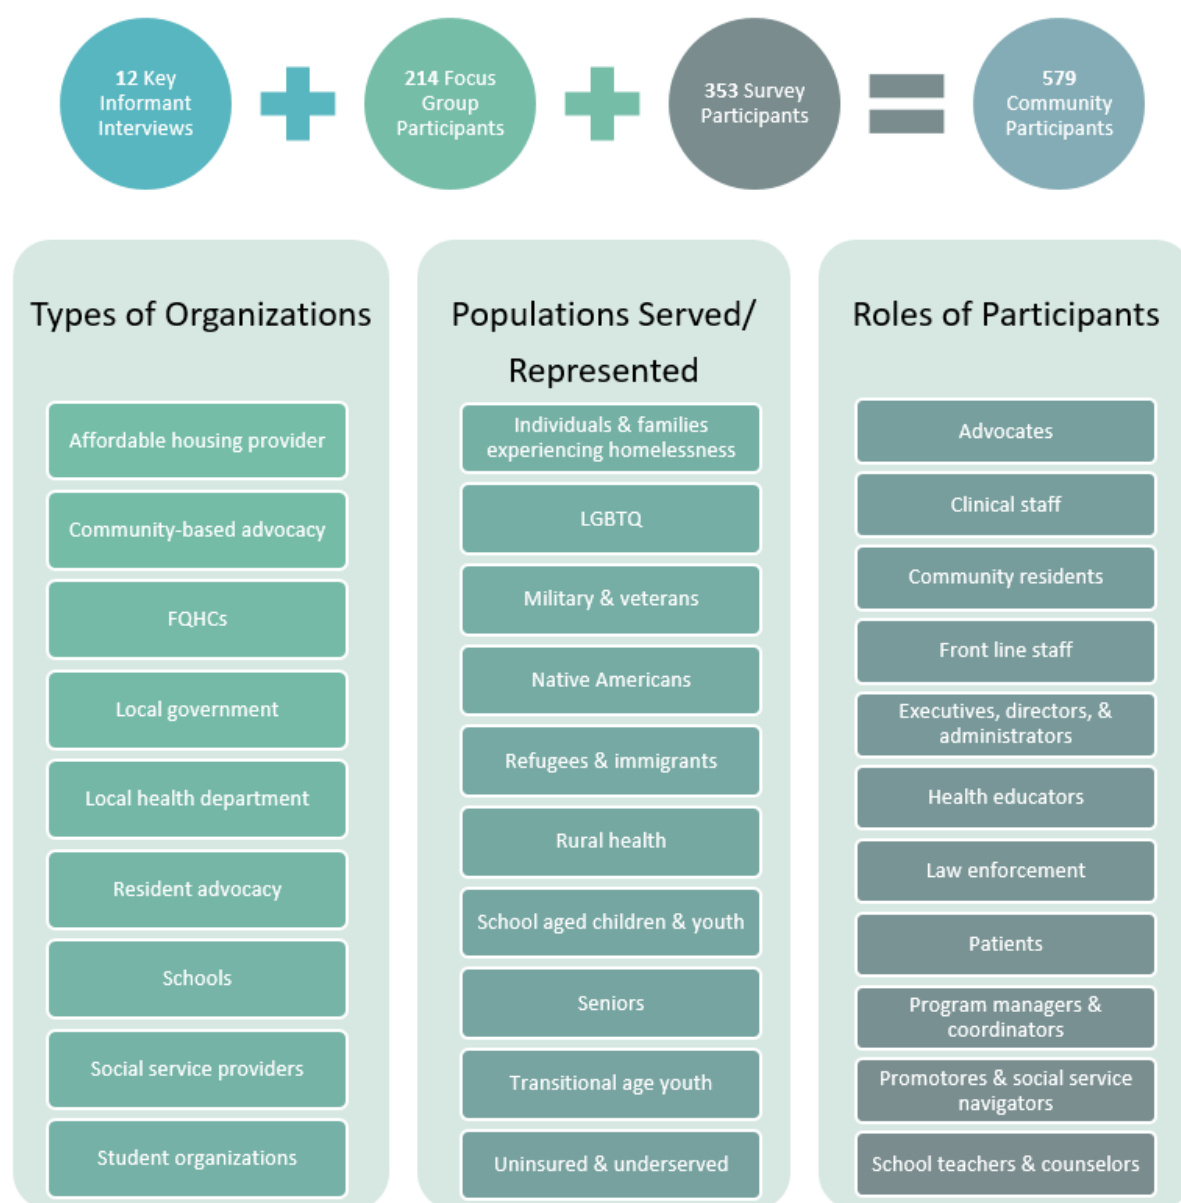 12 Key
Informant
Interviews
214 Focus
Group
Participants
353 Survey
Participants
579
Community
Participants
Types of Organizations
Affordable housing provider
Community-based advocacy
FQHCs
Local government
Local health department
Resident advocacy
Schools
Social service providers
Student organizations
Populations Served/
Represented
Individuals & families
experiencing homelessness
LGBTQ
Military & veterans
Native Americans
Refugees & immigrants
Rural health
School aged children & youth
Seniors
Transitional age youth
Uninsured & underserved
Roles of Participants
Advocates
Clinical staff
Community residents
Front line staff
Executives, directors, &
administrators
Health educators
Law enforcement
Patients
Program managers &
coordinators
Promotores & social service
navigators
School teachers & counselors